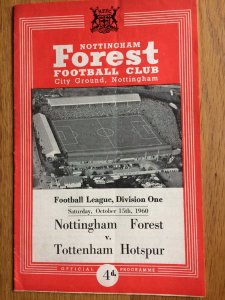 NOTTINGHAM
Forest
FOOTBALL CLUB
City Ground, Nottingham
Football League, Division One
Saturday, October 15th, 1960
Nottingham Forest
v.
Tottenham Hotspur
OFFICIAL PROGRAMME
4d.